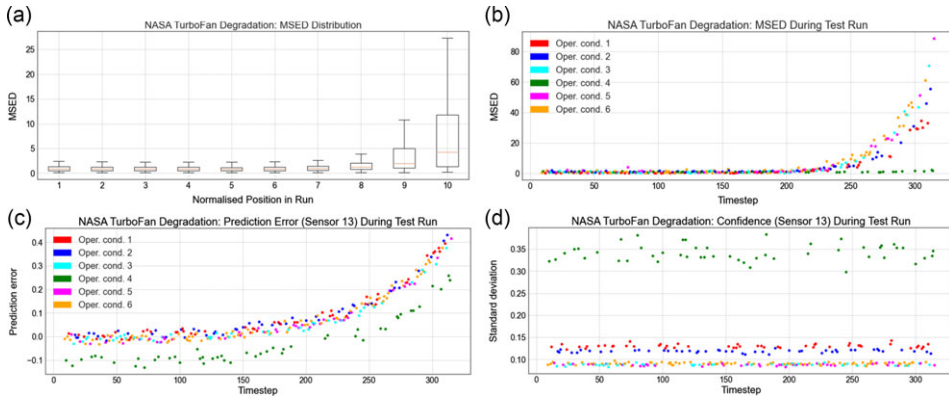 (a)
NASA TurboFan Degradation: MSED Distribution
MSED
25
20
15
10
5
0
1 2 3 4 5 6 7 8 9 10
Normalised Position in Run
(b)
NASA TurboFan Degradation: MSED During Test Run
MSED
80
60
40
20
0
Oper. cond. 1
Oper. cond. 2
Oper. cond. 3
Oper. cond. 4
Oper. cond. 5
Oper. cond. 6
0 50 100 150 200 250 300
Timestep
(c)
NASA TurboFan Degradation: Prediction Error (Sensor 13) During Test Run
Prediction error
0.4
0.3
0.2
0.1
0.0
−0.1
Oper. cond. 1
Oper. cond. 2
Oper. cond. 3
Oper. cond. 4
Oper. cond. 5
Oper. cond. 6
0 50 100 150 200 250 300
Timestep
(d)
NASA TurboFan Degradation: Confidence (Sensor 13) During Test Run
Standard deviation
0.35
0.30
0.25
0.20
0.15
0.10
0 50 100 150 200 250 300
Timestep